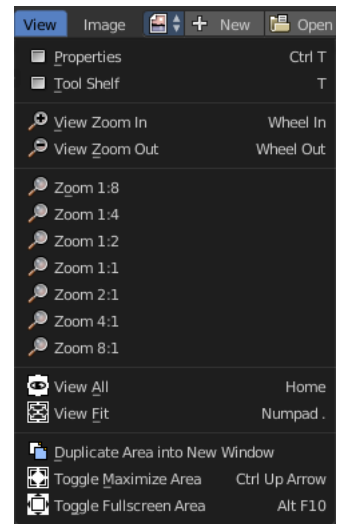 View Image New Open
Properties Ctrl T
Tool Shelf T
View Zoom In Wheel In
View Zoom Out Wheel Out
Zoom 1:8
Zoom 1:4
Zoom 1:2
Zoom 1:1
Zoom 2:1
Zoom 4:1
Zoom 8:1
View All Home
View Fit Numpad .
Duplicate Area into New Window
Toggle Maximize Area Ctrl Up Arrow
Toggle Fullscreen Area Alt F10